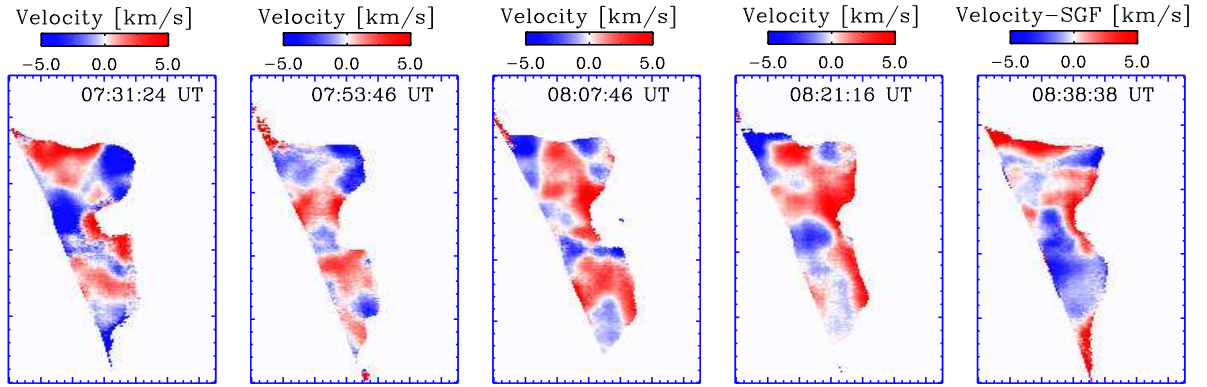 Velocity [km/s] Velocity [km/s] Velocity [km/s] Velocity [km/s] Velocity-SGF [km/s]
-5.0 0.0 5.0 -5.0 0.0 5.0 -5.0 0.0 5.0 -5.0 0.0 5.0 -5.0 0.0 5.0
07:31:24 UT 07:53:46 UT 08:07:46 UT 08:21:16 UT 08:38:38 UT